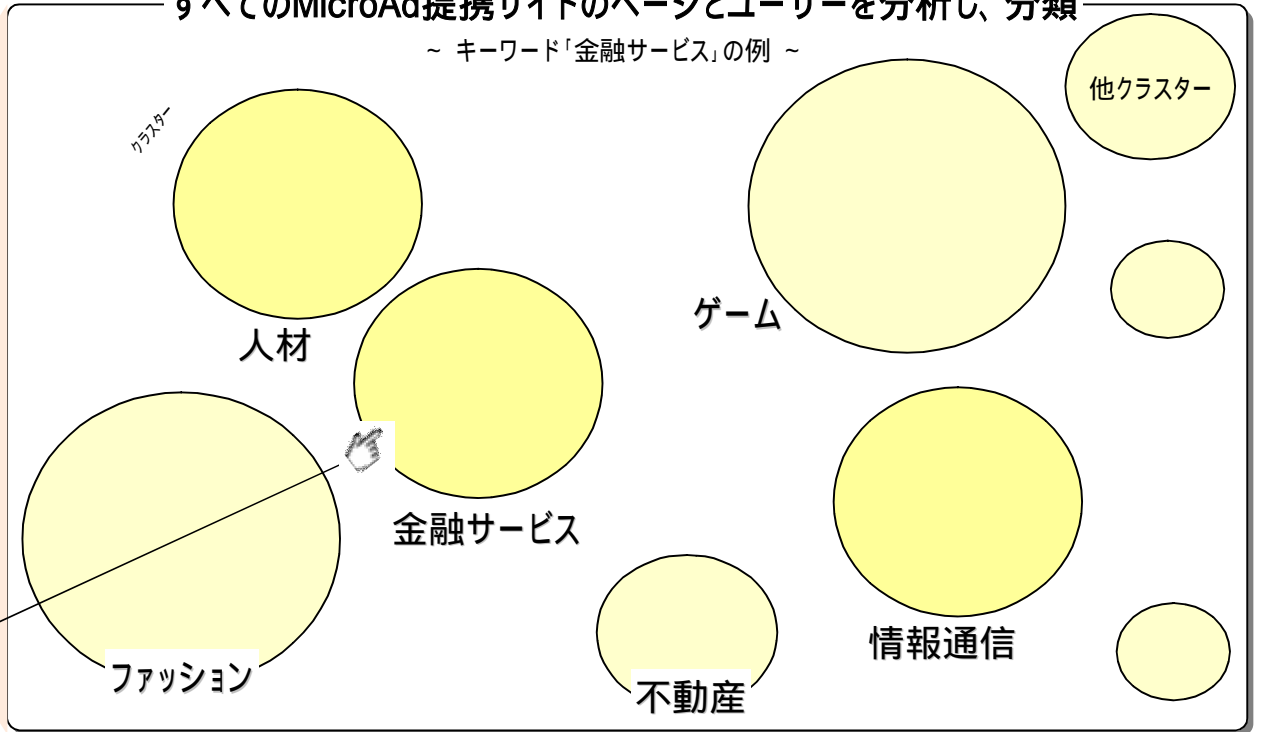 すべてのMicroAd提携サイトのページとユーザーを分析し、分類
~ キーワード「金融サービス」の例 ~
他クラスター
クラスター
ゲーム
人材
金融サービス
情報通信
ファッション
不動産